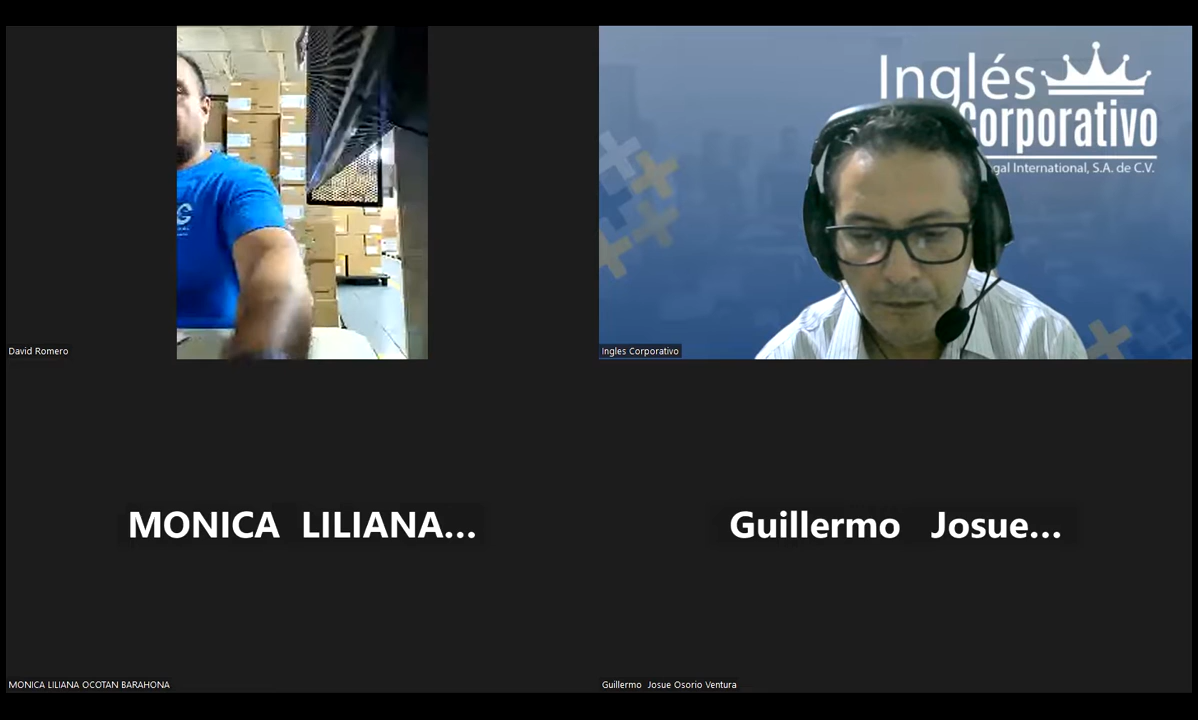 Inglés
Corporativo
gal International, S.A. de C.V.
David Romero
Ingles Corporativo
MONICA LILIANA...
Guillermo Josue...
MONICA LILIANA OCOTAN BARAHONA
Guillermo Josue Osorio Ventura